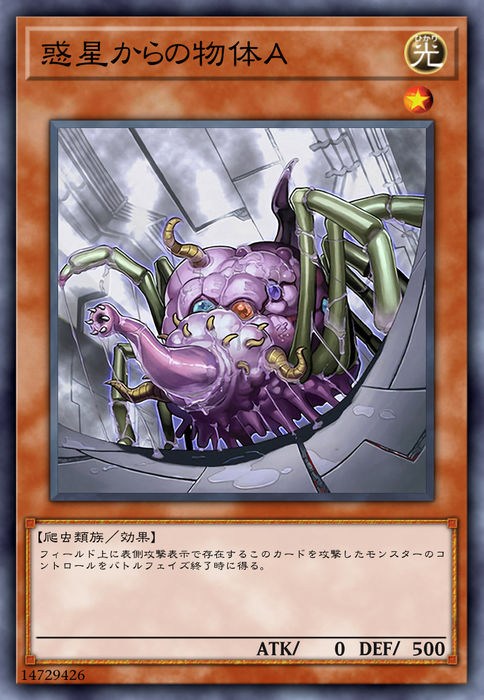 惑星からの物体A
ひかり
光
【爬虫類族／効果】
フィールド上に表側攻撃表示で存在するこのカードを攻撃したモンスターのコ
ントロールをバトルフェイズ終了時に得る。
ATK/ 0 DEF/ 500
14729426